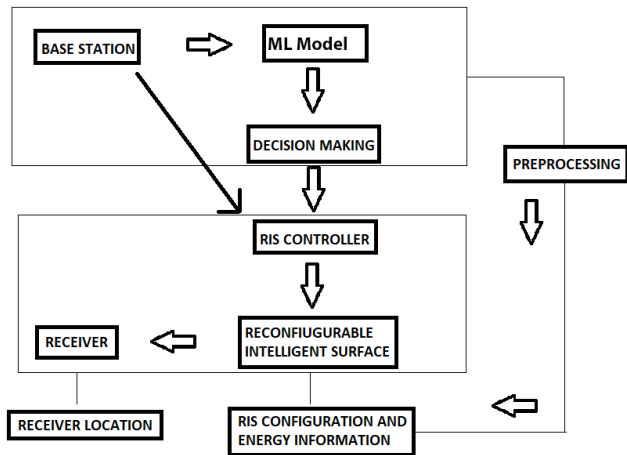 BASE STATION
ML Model
DECISION MAKING
PREPROCESSING
RIS CONTROLLER
RECEIVER
RECONFIUGURABLE
INTELLIGENT SURFACE
RECEIVER LOCATION
RIS CONFIGURATION AND
ENERGY INFORMATION